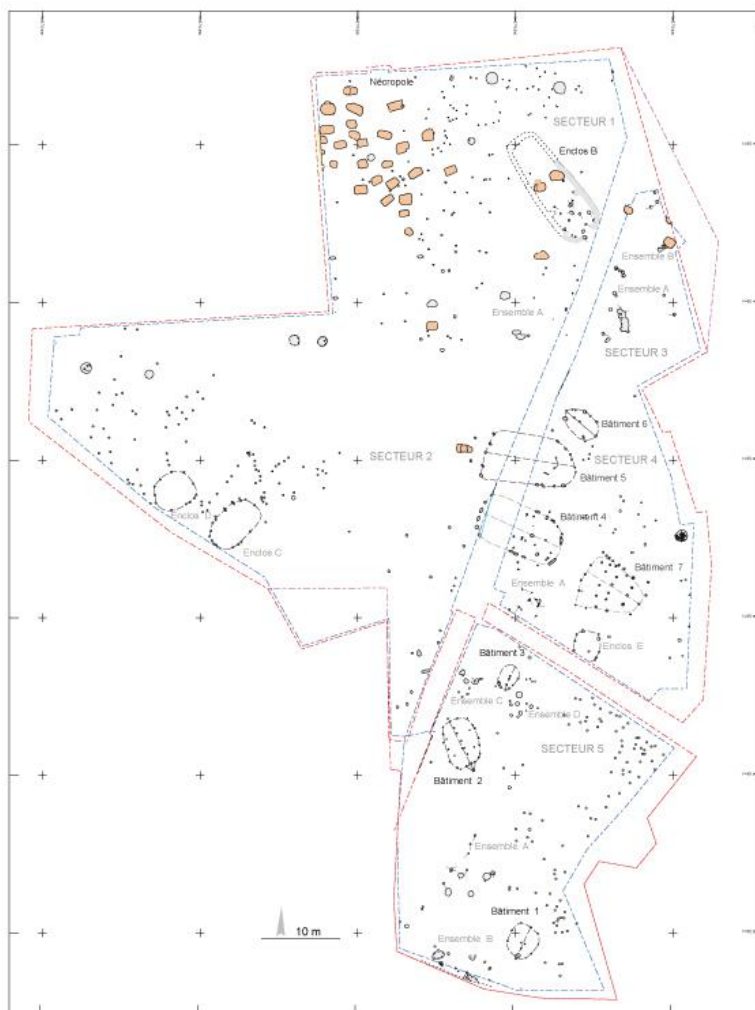 Nécropole
SECTEUR 1
Enclos B
Ensemble B
Ensemble A
Ensemble A
SECTEUR 3
Bâtiment 6
SECTEUR 2
SECTEUR 4
Bâtiment 5
Enclos D
Bâtiment 4
Enclos C
Bâtiment 7
Ensemble A
Enclos E
Bâtiment 3
Ensemble C
Ensemble D
SECTEUR 5
Bâtiment 2
Ensemble A
Bâtiment 1
10 m
Ensemble B